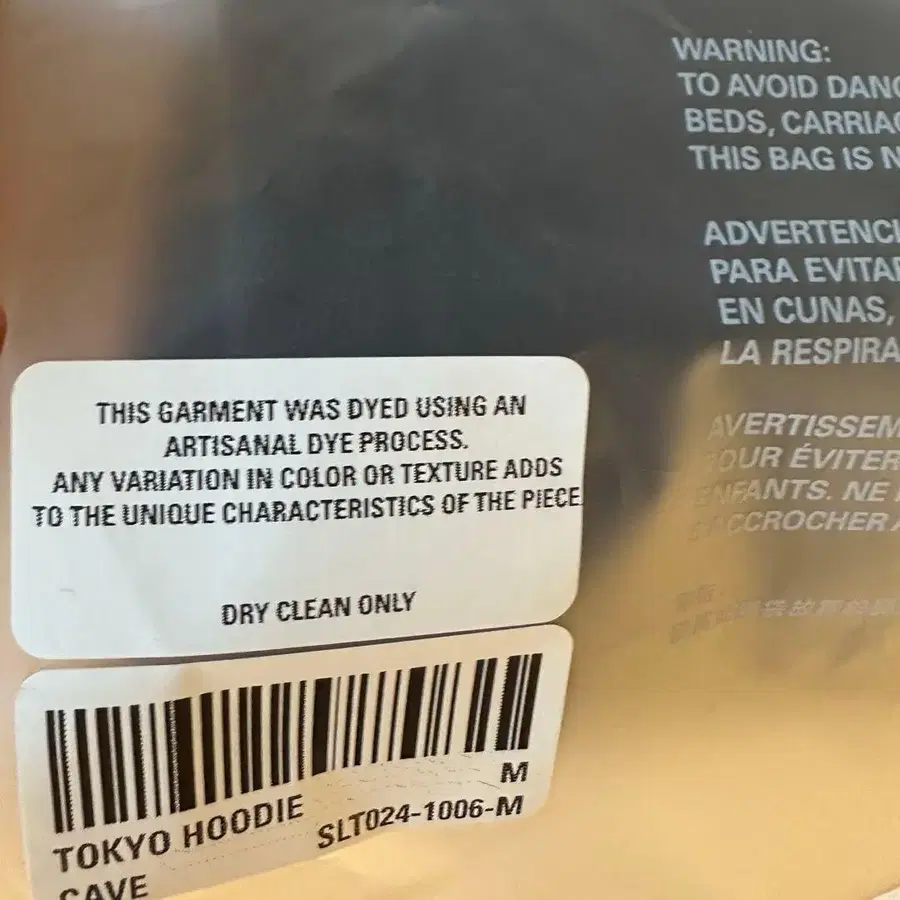 WARNING:
TO AVOID DANG
BEDS, CARRIAG
THIS BAG IS N
ADVERTENCI
PARA EVITAR
EN CUNAS,
LA RESPIRA
AVERTISSEM
OUR ÉVITER
ENFANTS. NE
CCROCHER A
THIS GARMENT WAS DYED USING AN
ARTISANAL DYE PROCESS.
ANY VARIATION IN COLOR OR TEXTURE ADDS
TO THE UNIQUE CHARACTERISTICS OF THE PIECE.
DRY CLEAN ONLY
M
TOKYO HOODIE SLT024-1006-M
CAVE